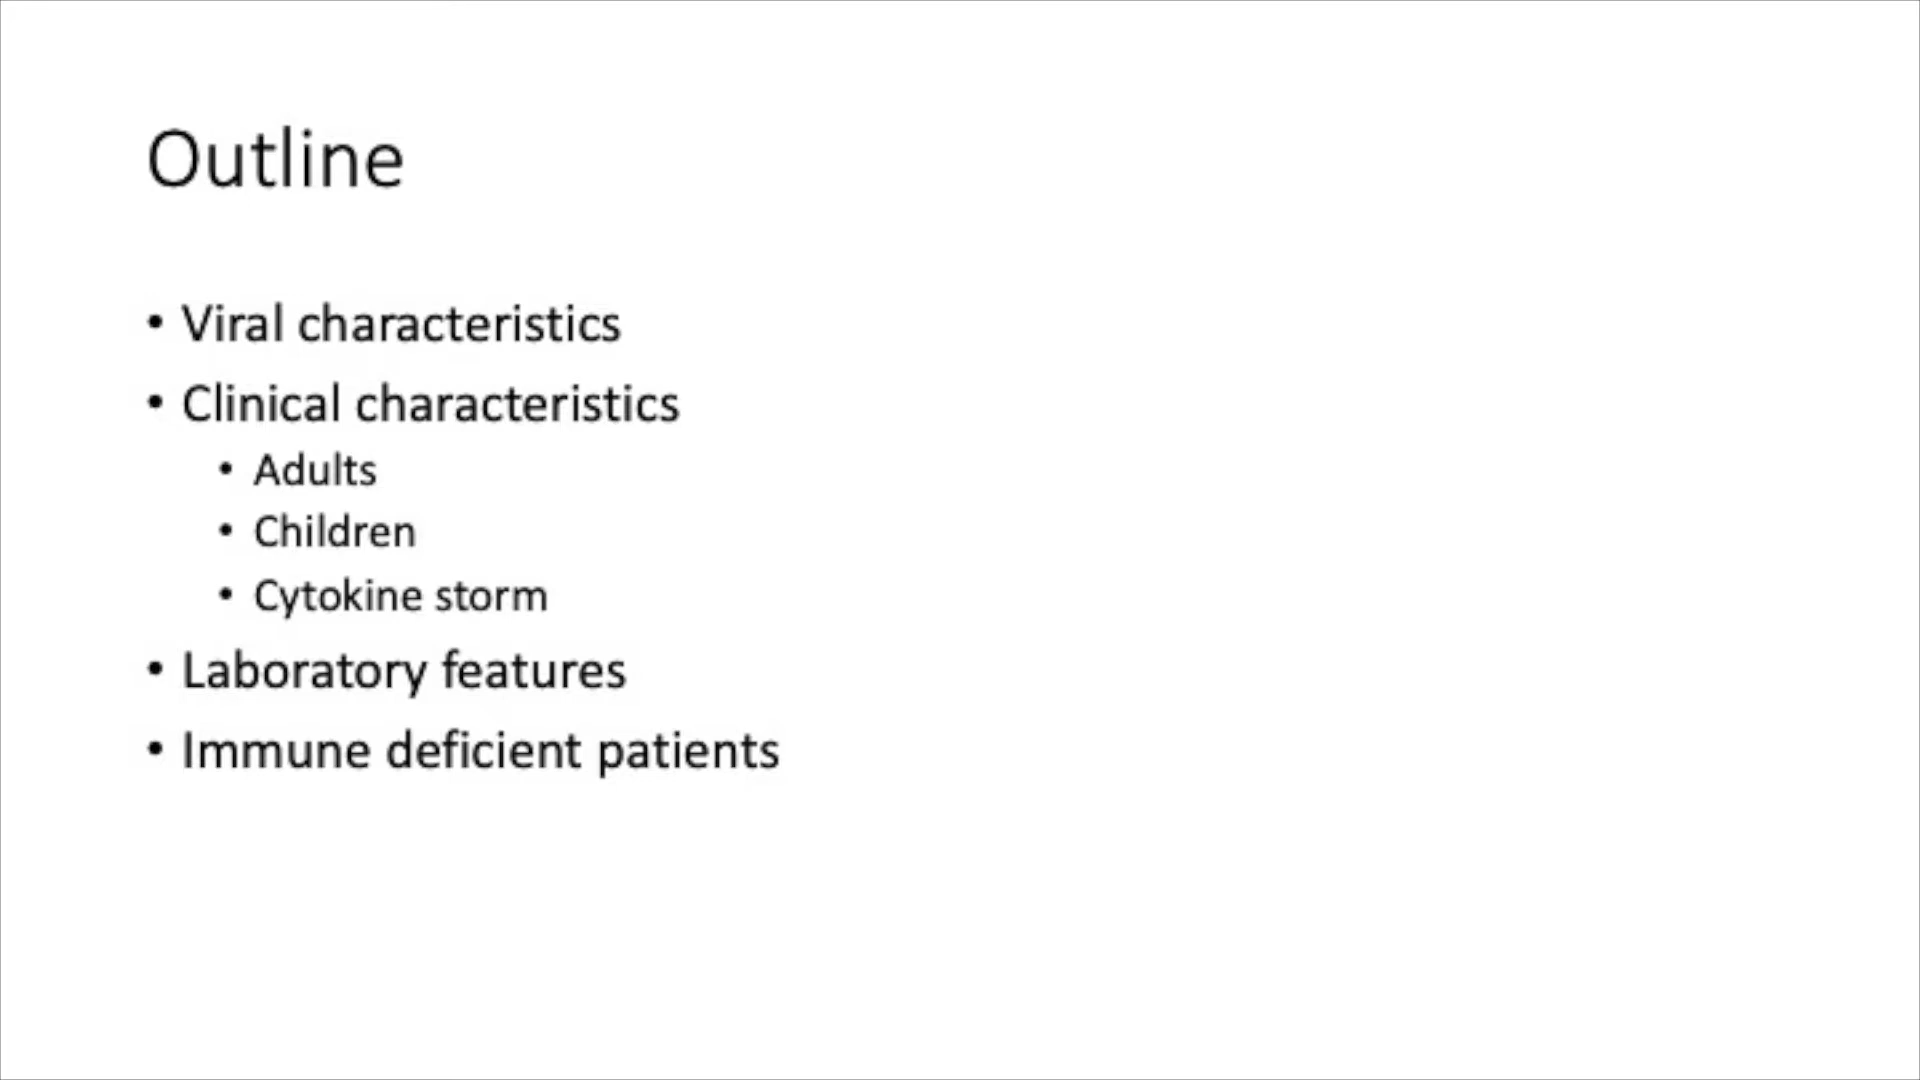 Outline
• Viral characteristics
• Clinical characteristics
• Adults
• Children
• Cytokine storm
• Laboratory features
• Immune deficient patients